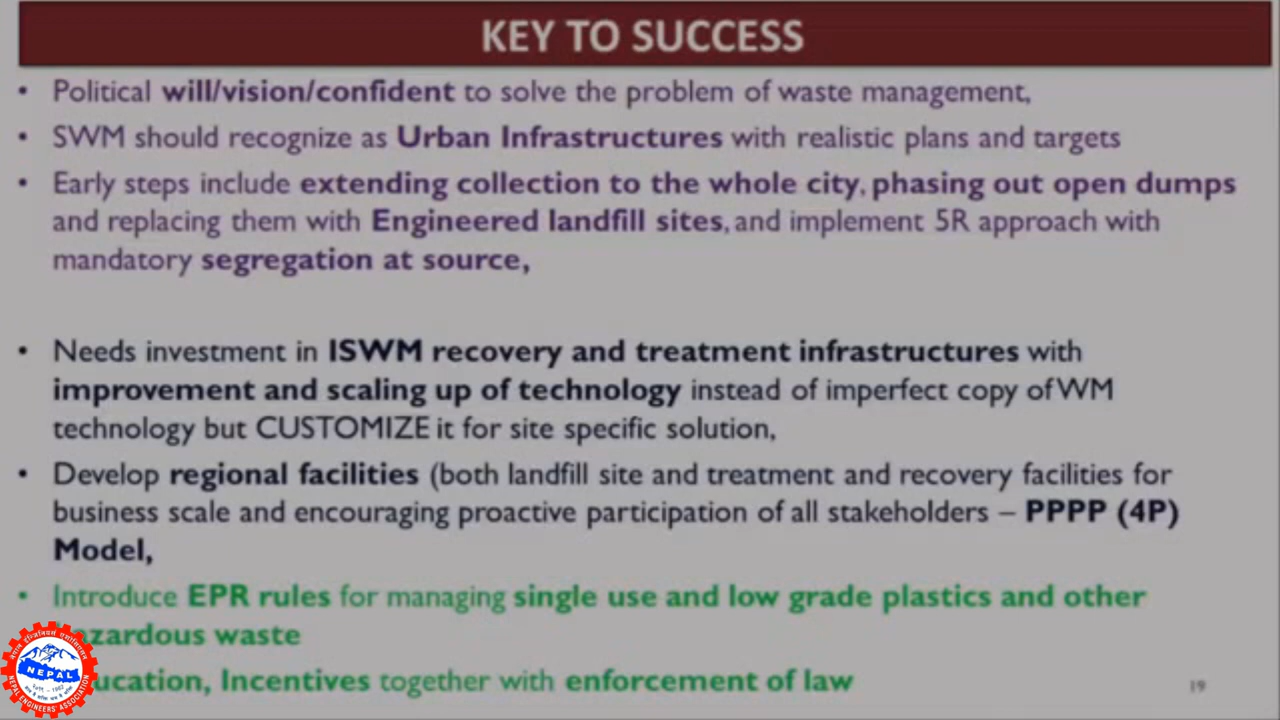 KEY TO SUCCESS
• Political will/vision/confident to solve the problem of waste management,
• SWM should recognize as Urban Infrastructures with realistic plans and targets
• Early steps include extending collection to the whole city, phasing out open dumps
and replacing them with Engineered landfill sites, and implement 5R approach with
mandatory segregation at source,
• Needs investment in ISWM recovery and treatment infrastructures with
improvement and scaling up of technology instead of imperfect copy of WM
technology but CUSTOMIZE it for site specific solution,
• Develop regional facilities (both landfill site and treatment and recovery facilities for
business scale and encouraging proactive participation of all stakeholders – PPPP (4P)
Model,
• Introduce EPR rules for managing single use and low grade plastics and other
azardous waste
ucation, Incentives together with enforcement of law
19
NEPAL
NEPAL ENGINEERS' ASSOCIATION